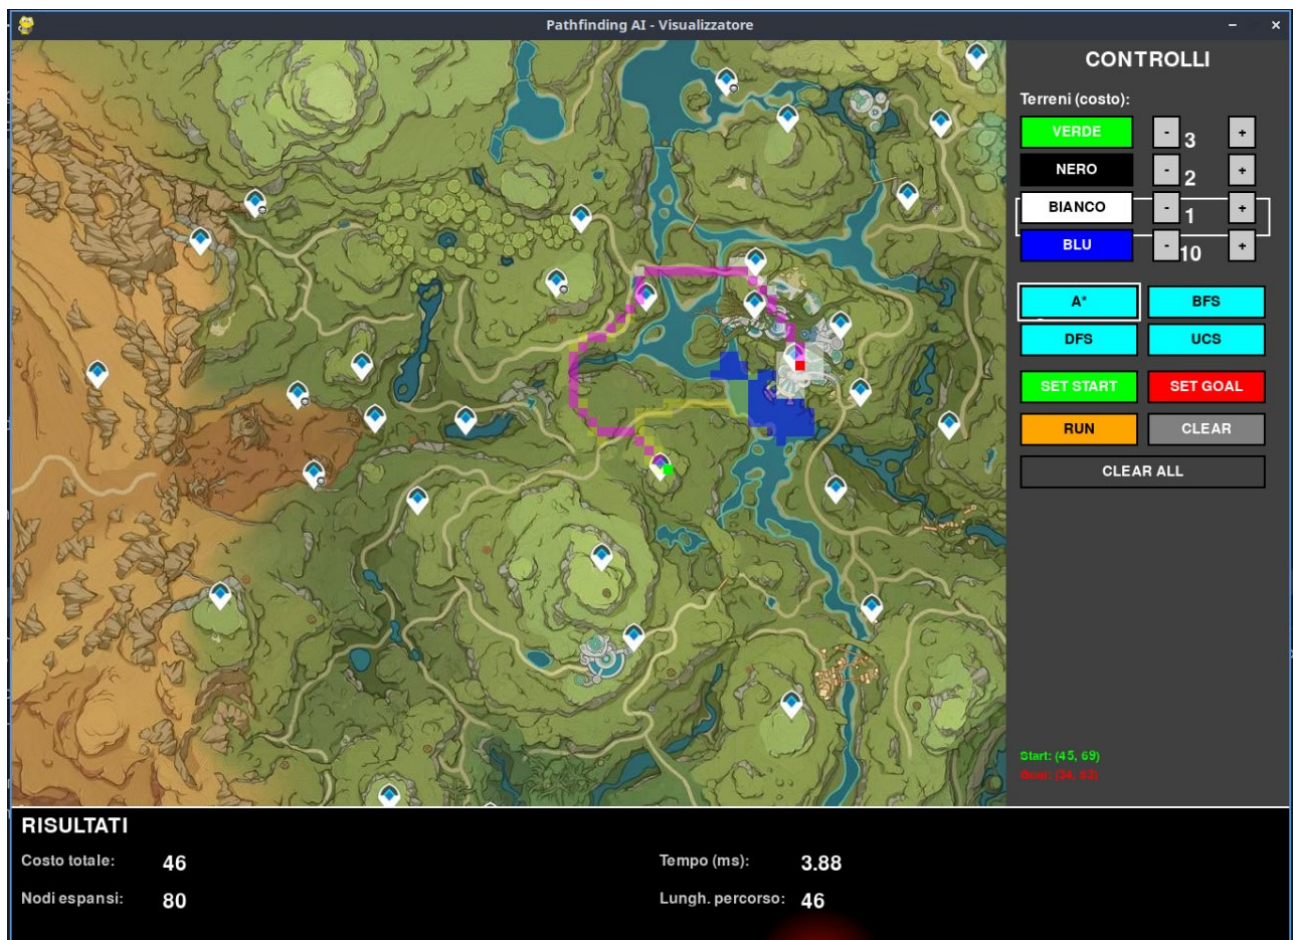 Pathfinding AI - Visualizzatore
CONTROLLI
Terreni (costo):
VERDE - 3 +
NERO - 2 +
BIANCO - 1 +
BLU - 10 +
A* BFS
DFS UCS
SET START SET GOAL
RUN CLEAR
CLEAR ALL
Start: (45, 69)
RISULTATI
Costo totale: 46
Tempo (ms): 3.88
Nodi espansi: 80
Lungh. percorso: 46